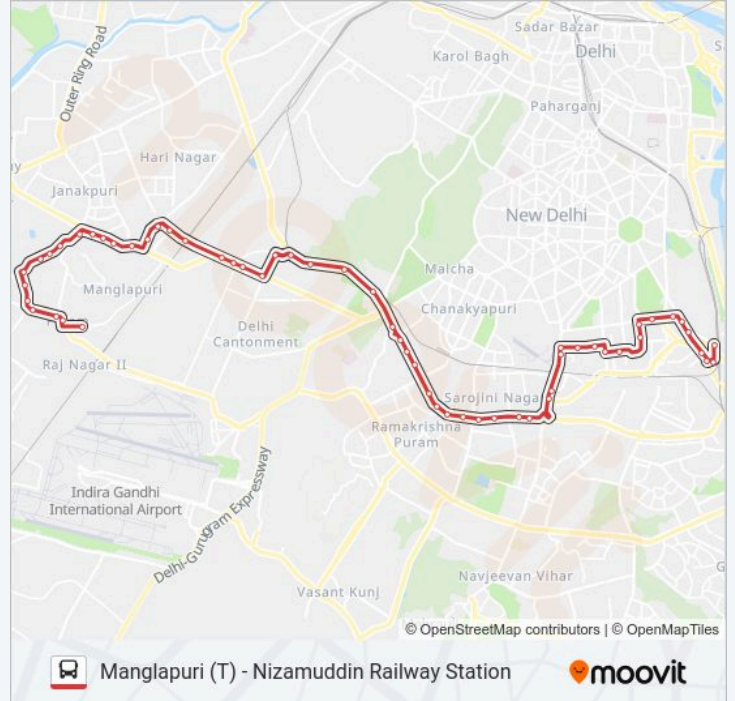 Sadar Bazar
Delhi
S
Karol Bagh
Outer Ring Road
Paharganj
Hari Nagar
Janakpuri
New Delhi
Malcha
Manglapuri
Chanakyapuri
Delhi
Cantonment
Raj Nagar II
Sarojini Nagar
Ramakrishna
Puram
Indira Gandhi
International Airport
Delhi-Gurugram Expressway
Navjeevan Vihar
G
Vasant Kunj
© OpenStreetMap contributors | © OpenMapTiles
Manglapuri (T) - Nizamuddin Railway Station
moovit